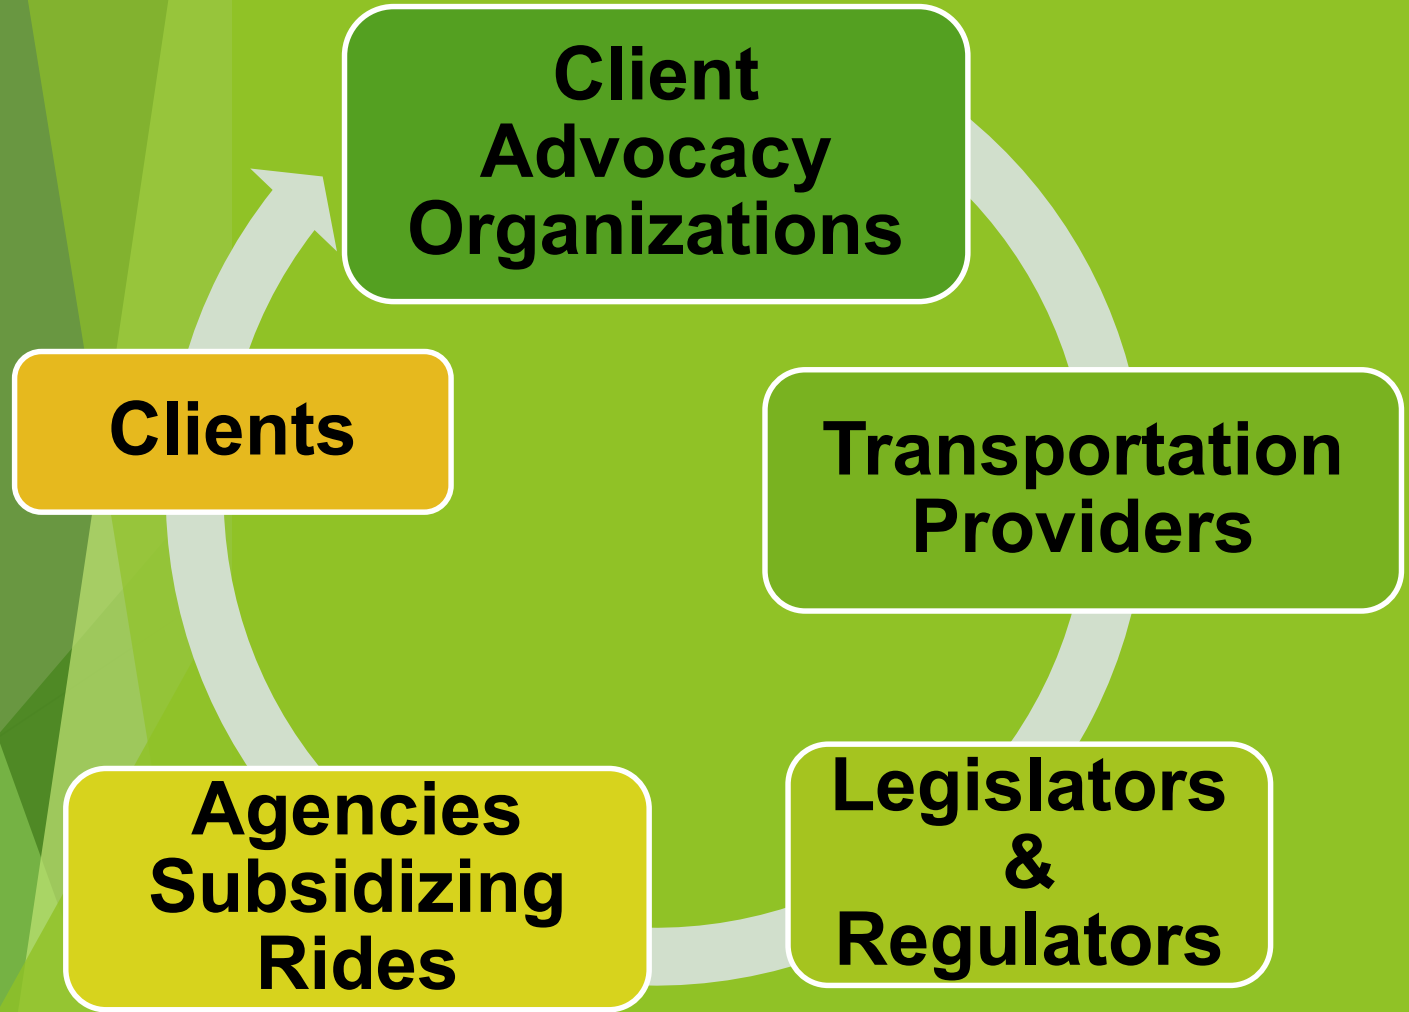 Client
Advocacy
Organizations
Clients
Transportation
Providers
Legislators
&
Regulators
Agencies
Subsidizing
Rides